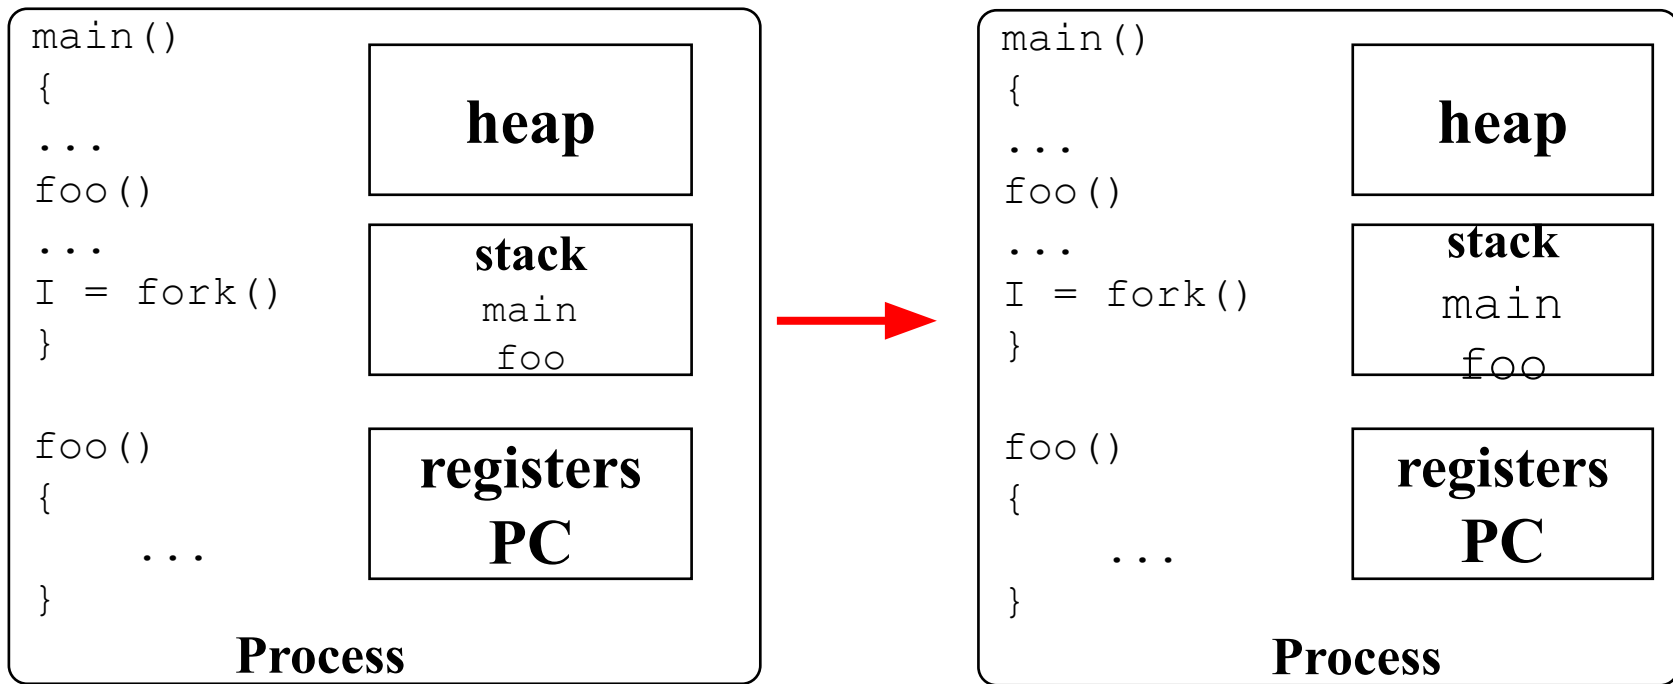 main()
{
...
foo()
...
I = fork()
}
foo()
{
...
}
heap
stack
main
foo
registers
PC
Process
main()
{
...
foo()
...
I = fork()
}
foo()
{
...
}
heap
stack
main
foo
registers
PC
Process